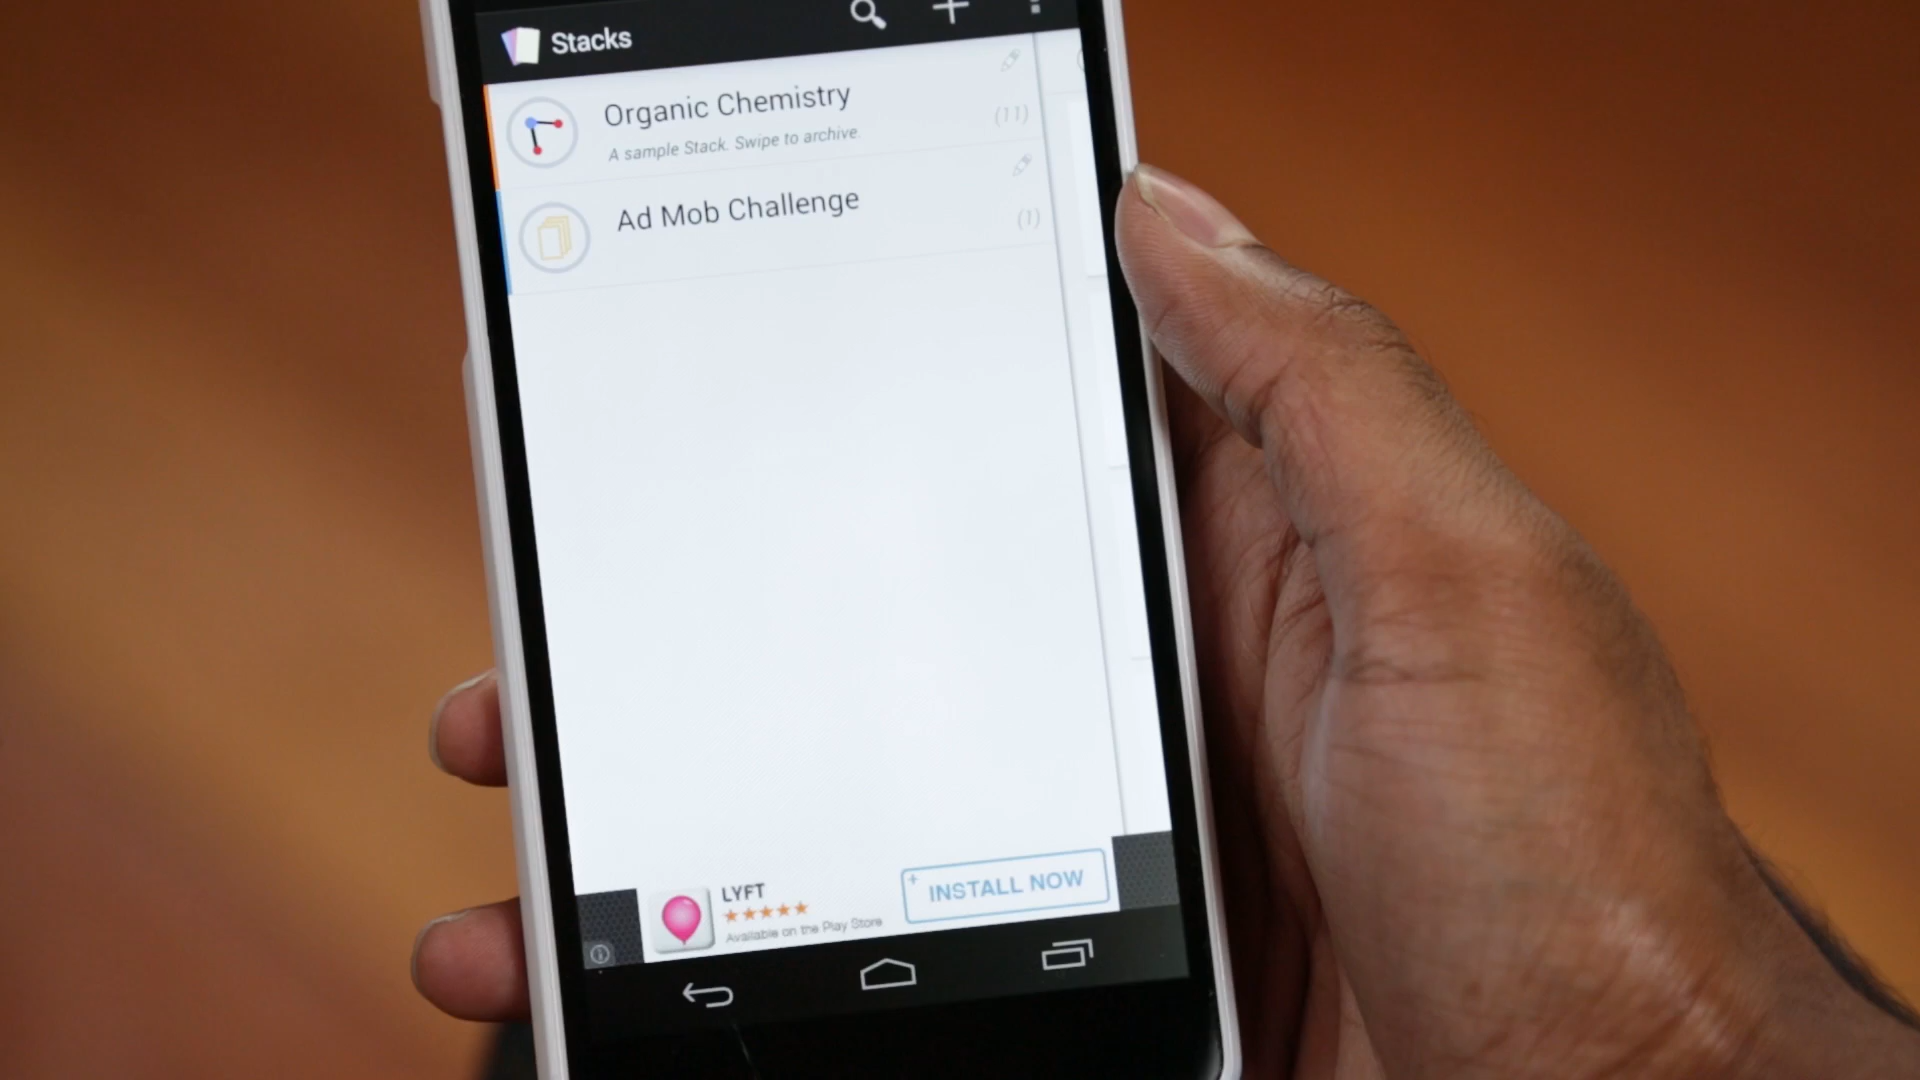 Stacks
Organic Chemistry
A sample Stack. Swipe to archive.
(11)
Ad Mob Challenge
(1)
LYFT
Available on the Play Store
+ INSTALL NOW